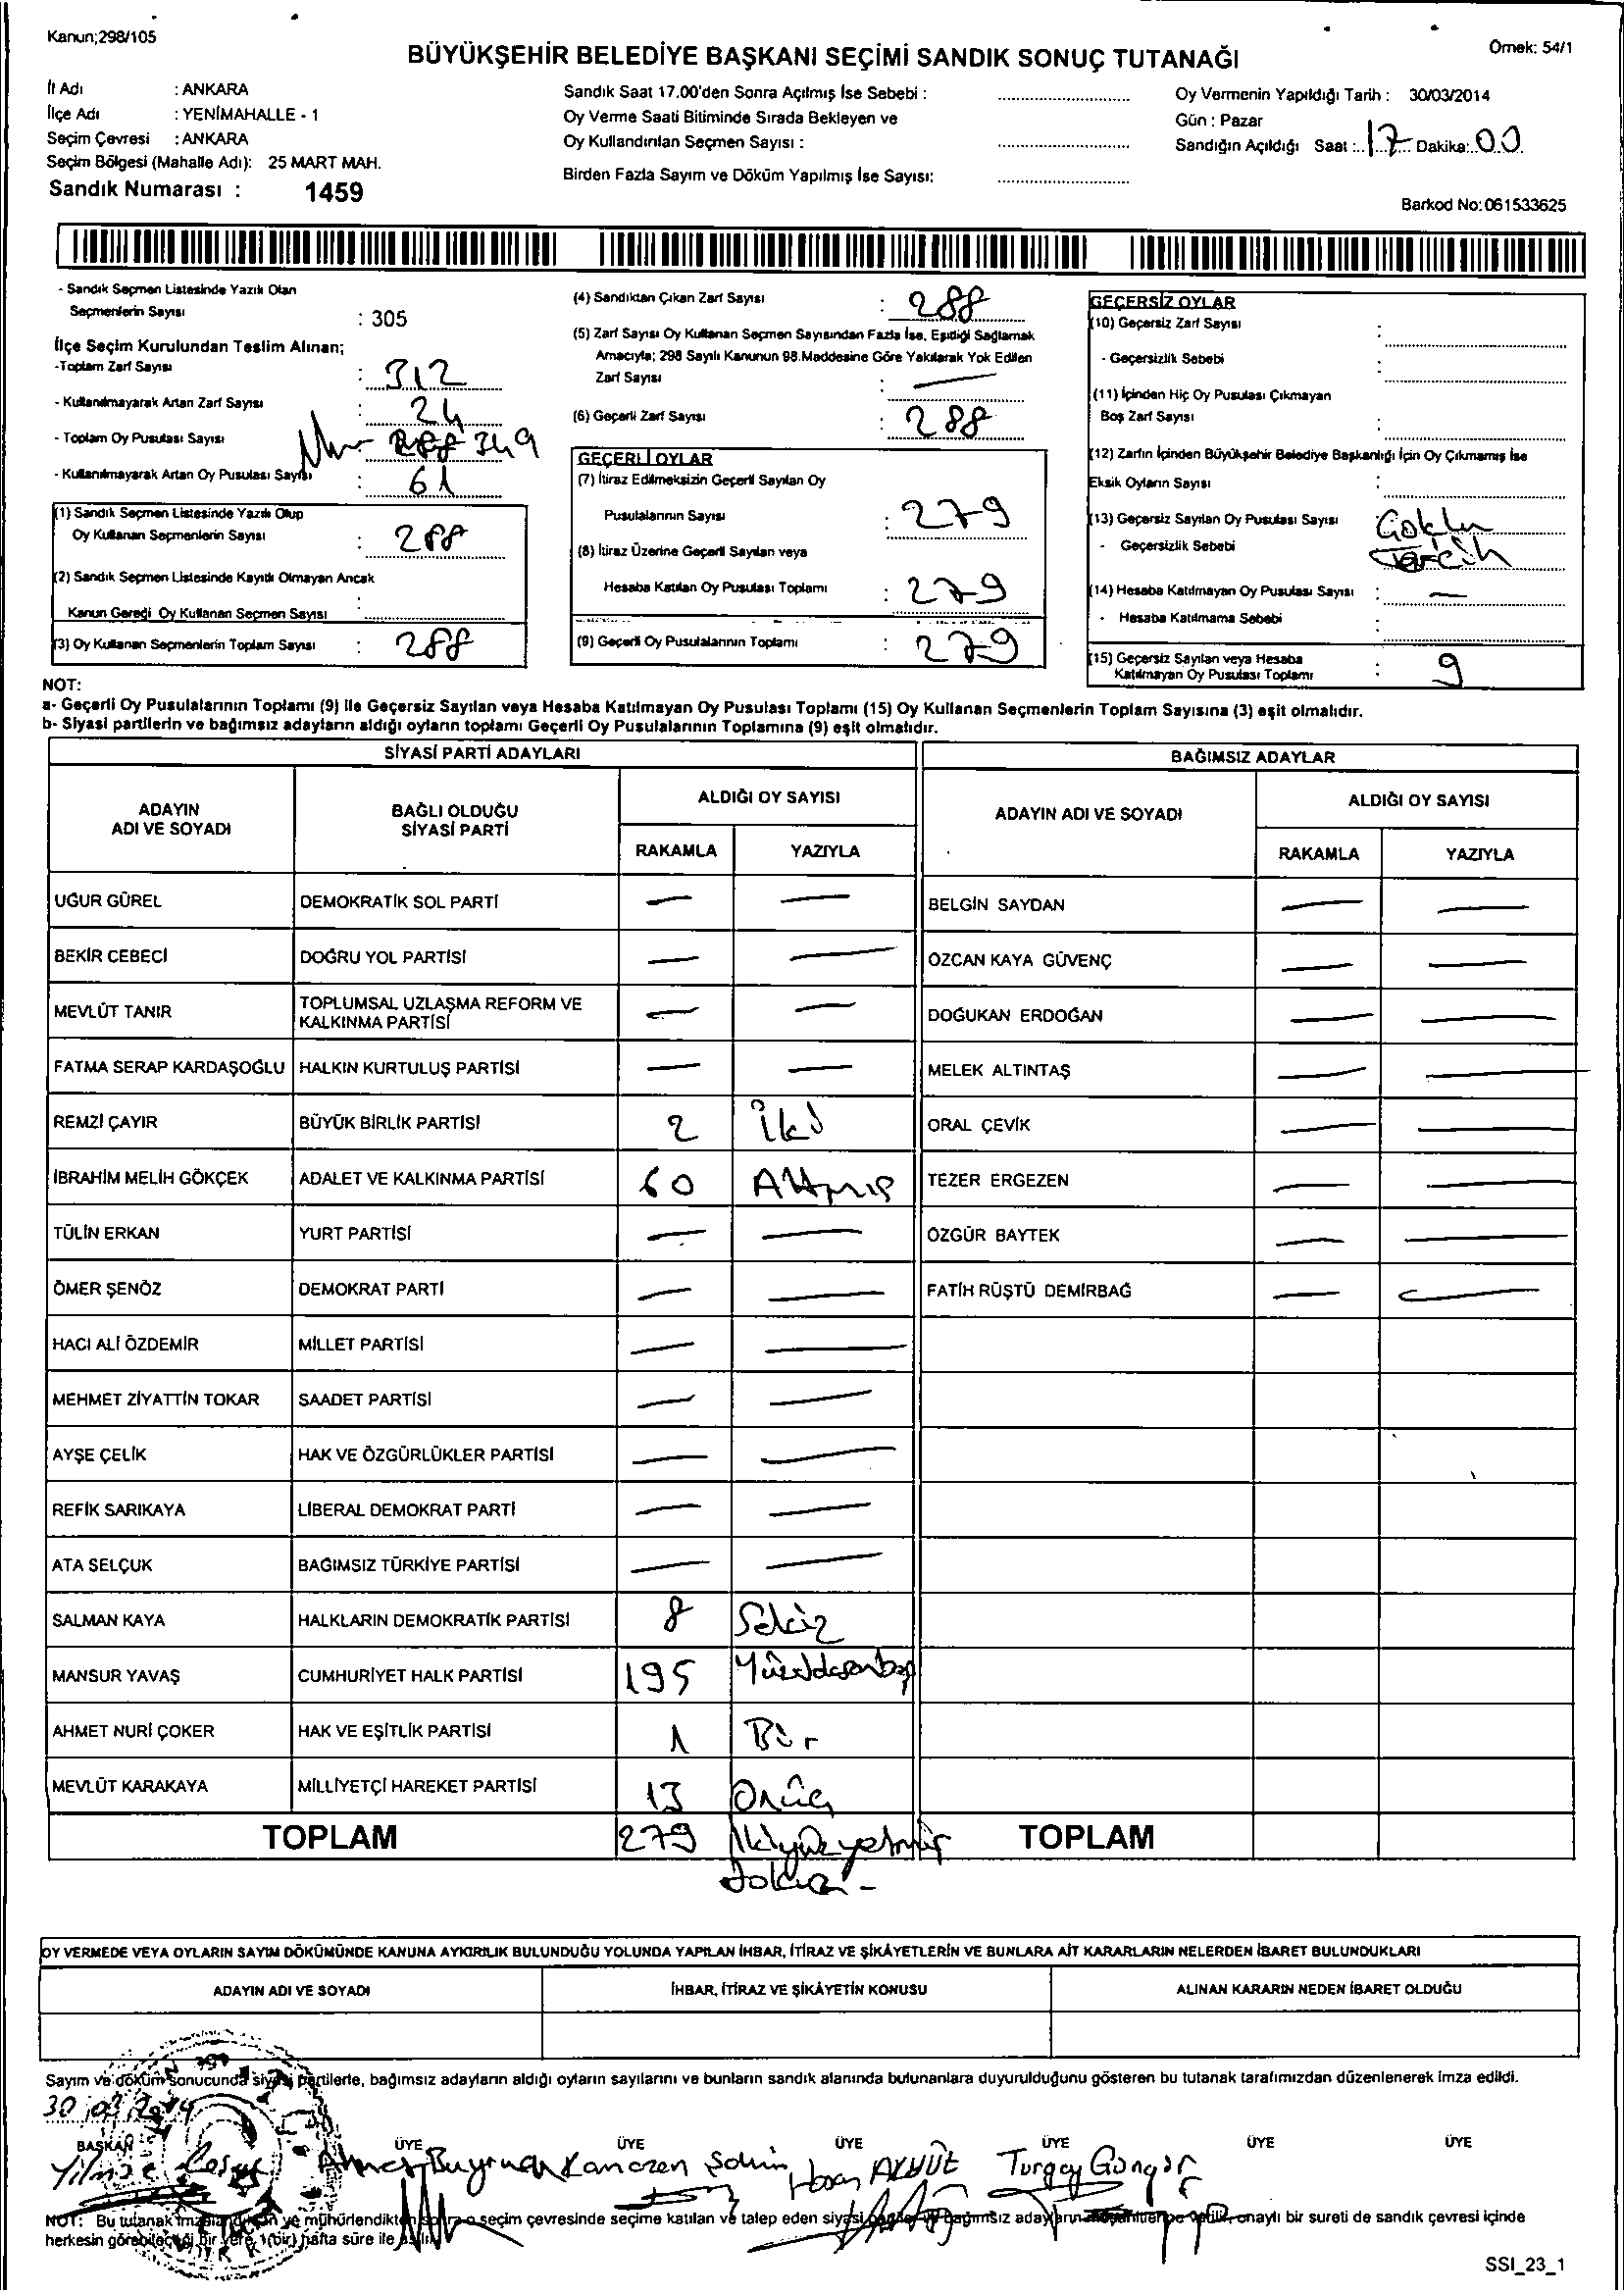 Kanun;298/105
BÜYÜKŞEHİR BELEDİYE BAŞKANI SEÇİMİ SANDIK SONUÇ TUTANAĞI
Örnek: 54/1
İl Adı : ANKARA
İlçe Adı : YENİMAHALLE - 1
Seçim Çevresi : ANKARA
Seçim Bölgesi (Mahalle Adı): 25 MART MAH.
Sandık Numarası : 1459
Sandık Saat 17.00'den Sonra Açılmış İse Sebebi :
Oy Verme Saati Bitiminde Sırada Bekleyen ve
Oy Kullandırılan Seçmen Sayısı :
Birden Fazla Sayım ve Döküm Yapılmış İse Sayısı:
Oy Vermenin Yapıldığı Tarih : 30/03/2014
Gün : Pazar
Sandığın Açıldığı Saat : 17 Dakika: 00
Barkod No:061533625
- Sandık Seçmen Listesinde Yazılı Olan
Seçmenlerin Sayısı : 305
İlçe Seçim Kurulundan Teslim Alınan;
-Toplam Zarf Sayısı : 312
- Kullanılmayarak Artan Zarf Sayısı : 24
- Toplam Oy Pusulası Sayısı : 288 349
- Kullanılmayarak Artan Oy Pusulası Sayısı : 61
(1) Sandık Seçmen Listesinde Yazılı Olup
Oy Kullanan Seçmenlerin Sayısı : 288
(2) Sandık Seçmen Listesinde Kayıtlı Olmayan Ancak
Kanun Gereği Oy Kullanan Seçmen Sayısı :
(3) Oy Kullanan Seçmenlerin Toplam Sayısı : 288
(4) Sandıktan Çıkan Zarf Sayısı : 288
(5) Zarf Sayısı Oy Kullanan Seçmen Sayısından Fazla İse, Eşitliği Sağlamak
Amacıyla; 298 Sayılı Kanunun 98.Maddesine Göre Yakılarak Yok Edilen
Zarf Sayısı : —
(6) Geçerli Zarf Sayısı : 288
GEÇERLİ OYLAR
(7) İtiraz Edilmeksizin Geçerli Sayılan Oy
Pusulalarının Sayısı : 279
(8) İtiraz Üzerine Geçerli Sayılan veya
Hesaba Katılan Oy Pusulası Toplamı : 279
(9) Geçerli Oy Pusulalarının Toplamı : 279
GEÇERSİZ OYLAR
(10) Geçersiz Zarf Sayısı :
- Geçersizlik Sebebi :
(11) İçinden Hiç Oy Pusulası Çıkmayan
Boş Zarf Sayısı :
(12) Zarfın İçinden Büyükşehir Belediye Başkanlığı İçin Oy Çıkmamış İse
Eksik Oyların Sayısı :
(13) Geçersiz Sayılan Oy Pusulası Sayısı Çoklu
- Geçersizlik Sebebi Tercih
(14) Hesaba Katılmayan Oy Pusulası Sayısı : —
- Hesaba Katılmama Sebebi :
(15) Geçersiz Sayılan veya Hesaba
Katılmayan Oy Pusulası Toplamı : 9
NOT:
a- Geçerli Oy Pusulalarının Toplamı (9) ile Geçersiz Sayılan veya Hesaba Katılmayan Oy Pusulası Toplamı (15) Oy Kullanan Seçmenlerin Toplam Sayısına (3) eşit olmalıdır.
b- Siyasi partilerin ve bağımsız adayların aldığı oyların toplamı Geçerli Oy Pusulalarının Toplamına (9) eşit olmalıdır.
SİYASİ PARTİ ADAYLARI BAĞIMSIZ ADAYLAR
ADAYIN ADI VE SOYADI BAĞLI OLDUĞU SİYASİ PARTİ ALDIĞI OY SAYISI ADAYIN ADI VE SOYADI ALDIĞI OY SAYISI
RAKAMLA YAZIYLA RAKAMLA YAZIYLA
UĞUR GÜREL DEMOKRATİK SOL PARTİ — — BELGİN SAYDAN — —
BEKİR CEBECİ DOĞRU YOL PARTİSİ — — ÖZCAN KAYA GÜVENÇ — —
MEVLÜT TANIR TOPLUMSAL UZLAŞMA REFORM VE KALKINMA PARTİSİ — — DOĞUKAN ERDOĞAN — —
FATMA SERAP KARDAŞOĞLU HALKIN KURTULUŞ PARTİSİ — — MELEK ALTINTAŞ — —
REMZİ ÇAYIR BÜYÜK BİRLİK PARTİSİ 2 İki ORAL ÇEVİK — —
İBRAHİM MELİH GÖKÇEK ADALET VE KALKINMA PARTİSİ 60 Altmış TEZER ERGEZEN — —
TÜLİN ERKAN YURT PARTİSİ — — ÖZGÜR BAYTEK — —
ÖMER ŞENÖZ DEMOKRAT PARTİ — — FATİH RÜŞTÜ DEMİRBAĞ — —
HACI ALİ ÖZDEMİR MİLLET PARTİSİ — —
MEHMET ZİYATTİN TOKAR SAADET PARTİSİ — —
AYŞE ÇELİK HAK VE ÖZGÜRLÜKLER PARTİSİ — —
REFİK SARIKAYA LİBERAL DEMOKRAT PARTİ — —
ATA SELÇUK BAĞIMSIZ TÜRKİYE PARTİSİ — —
SALMAN KAYA HALKLARIN DEMOKRATİK PARTİSİ 8 Sekiz
MANSUR YAVAŞ CUMHURİYET HALK PARTİSİ 195
AHMET NURİ ÇOKER HAK VE EŞİTLİK PARTİSİ 1 Bir
MEVLÜT KARAKAYA MİLLİYETÇİ HAREKET PARTİSİ 13 Onüç
TOPLAM 279 İkiyüzyetmiş TOPLAM
dokuz -
OY VERMEDE VEYA OYLARIN SAYIM DÖKÜMÜNDE KANUNA AYKIRILIK BULUNDUĞU YOLUNDA YAPILAN İHBAR, İTİRAZ VE ŞİKÂYETLERİN VE BUNLARA AİT KARARLARIN NELERDEN İBARET BULUNDUKLARI
ADAYIN ADI VE SOYADI İHBAR, İTİRAZ VE ŞİKÂYETİN KONUSU ALINAN KARARIN NEDEN İBARET OLDUĞU
Sayım ve döküm sonucunda siyasi partilerle, bağımsız adayların aldığı oyların sayılarını ve bunların sandık alanında bulunanlara duyurulduğunu gösteren bu tutanak tarafımızdan düzenlenerek imza edildi.
30.03.2014
BAŞKAN ÜYE ÜYE ÜYE ÜYE ÜYE ÜYE
Yılmaz Ahmet Şahin Hasan AKYÜT Turgay Güngör
NOT: Bu tutanak imzalandıktan ve mühürlendikten sonra o seçim çevresinde seçime katılan ve talep eden siyasi partiler ve bağımsız adayların müşahitlerine verilir, onaylı bir sureti de sandık çevresi içinde
herkesin görebileceği bir yere, 1(bir) hafta süre ile asılır.
SSI_23_1